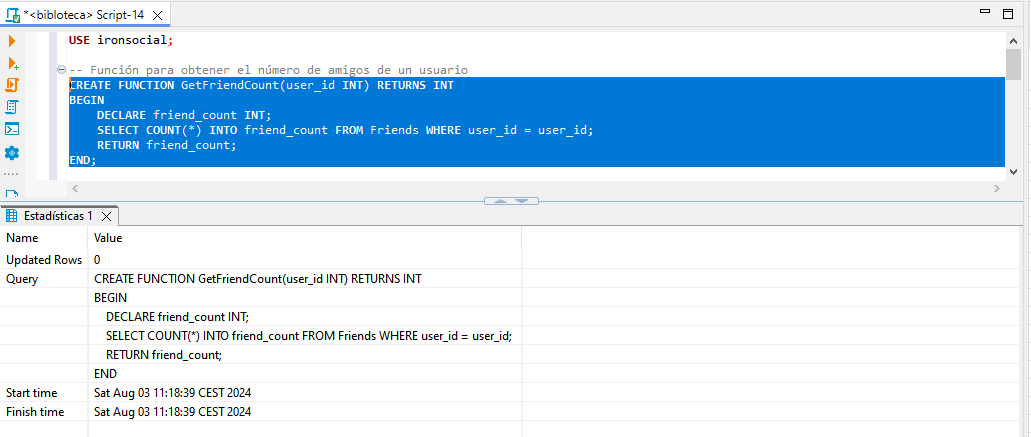 *<bibloteca> Script-14
USE ironsocial;
-- Función para obtener el número de amigos de un usuario
CREATE FUNCTION GetFriendCount(user_id INT) RETURNS INT
BEGIN
DECLARE friend_count INT;
SELECT COUNT(*) INTO friend_count FROM Friends WHERE user_id = user_id;
RETURN friend_count;
END;
Estadísticas 1
Name Value
Updated Rows 0
Query CREATE FUNCTION GetFriendCount(user_id INT) RETURNS INT
BEGIN
DECLARE friend_count INT;
SELECT COUNT(*) INTO friend_count FROM Friends WHERE user_id = user_id;
RETURN friend_count;
END
Start time Sat Aug 03 11:18:39 CEST 2024
Finish time Sat Aug 03 11:18:39 CEST 2024